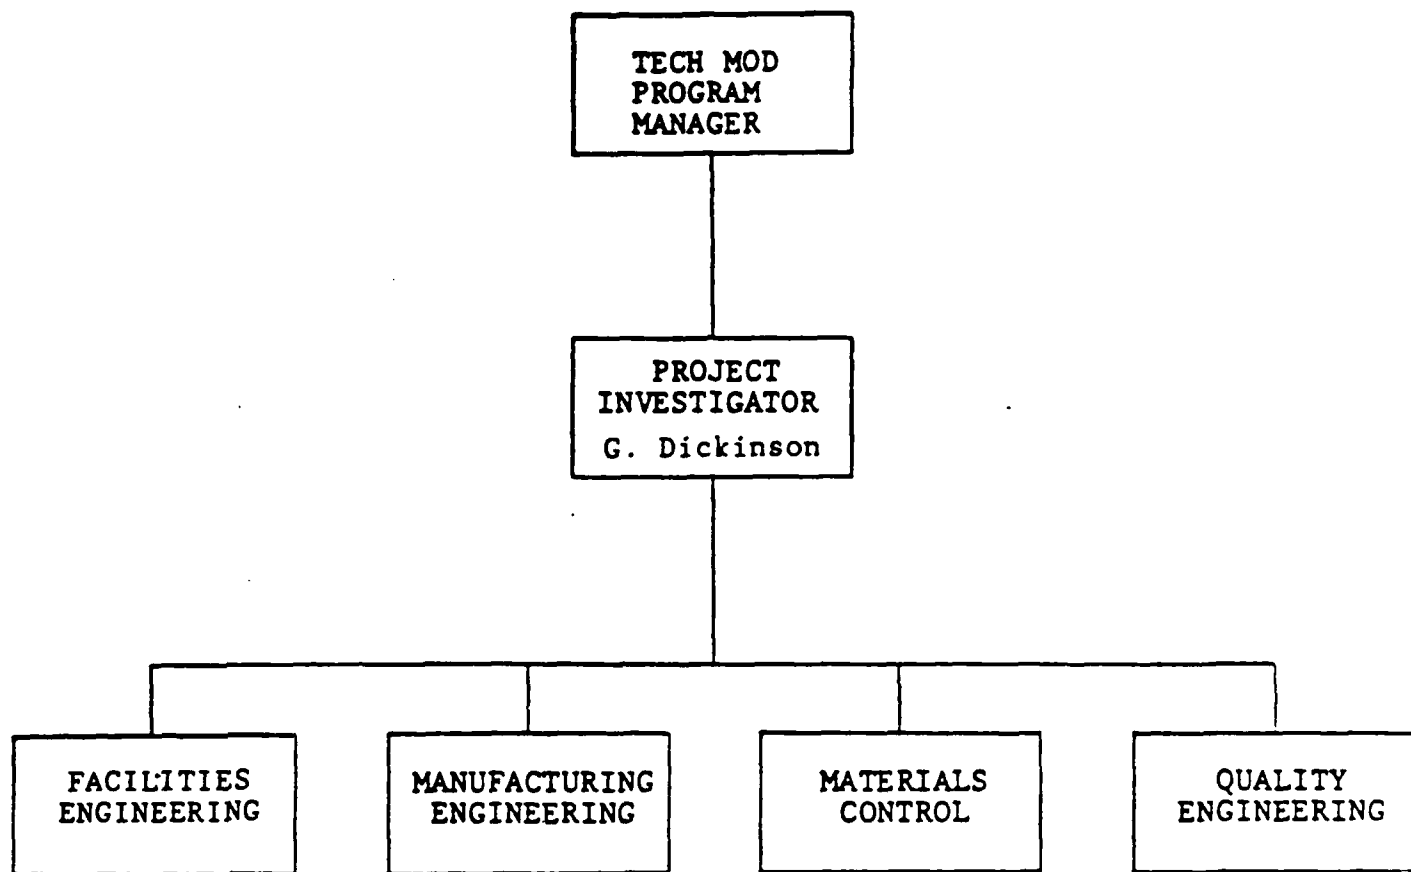 TECH MOD
PROGRAM
MANAGER
PROJECT
INVESTIGATOR
G. Dickinson
FACILITIES
ENGINEERING
MANUFACTURING
ENGINEERING
MATERIALS
CONTROL
QUALITY
ENGINEERING